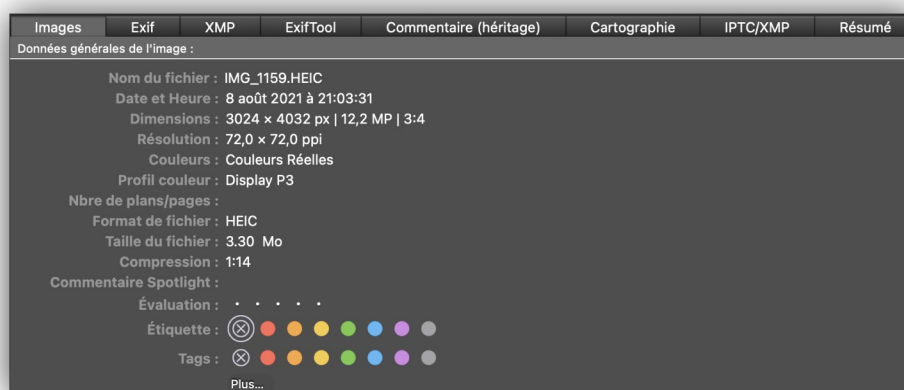 Images Exif XMP ExifTool Commentaire (héritage) Cartographie IPTC/XMP Résumé
Données générales de l'image :
Nom du fichier : IMG_1159.HEIC
Date et Heure : 8 août 2021 à 21:03:31
Dimensions : 3024 × 4032 px | 12,2 MP | 3:4
Résolution : 72,0 × 72,0 ppi
Couleurs : Couleurs Réelles
Profil couleur : Display P3
Nbre de plans/pages :
Format de fichier : HEIC
Taille du fichier : 3.30 Mo
Compression : 1:14
Commentaire Spotlight :
Évaluation : · · · · ·
Étiquette :
Tags :
Plus...